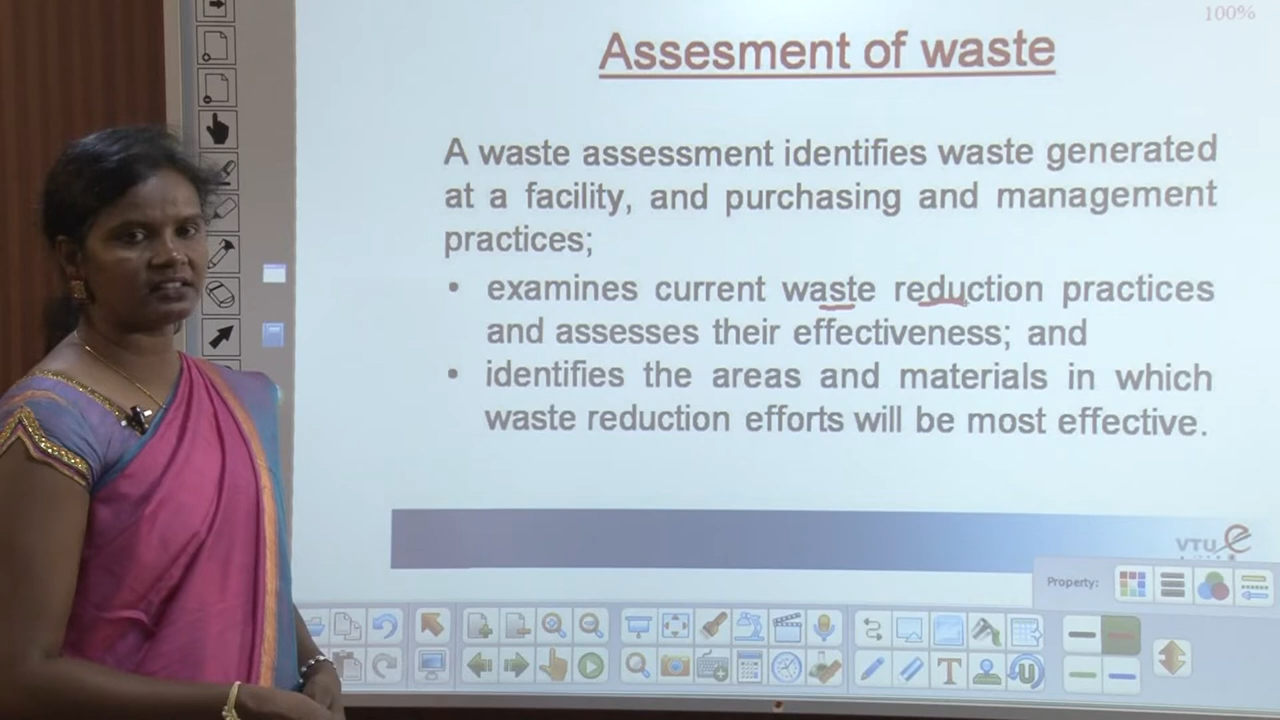 100%
Assesment of waste
A waste assessment identifies waste generated
at a facility, and purchasing and management
practices;
• examines current waste reduction practices
and assesses their effectiveness; and
• identifies the areas and materials in which
waste reduction efforts will be most effective.
VTU e
Property: